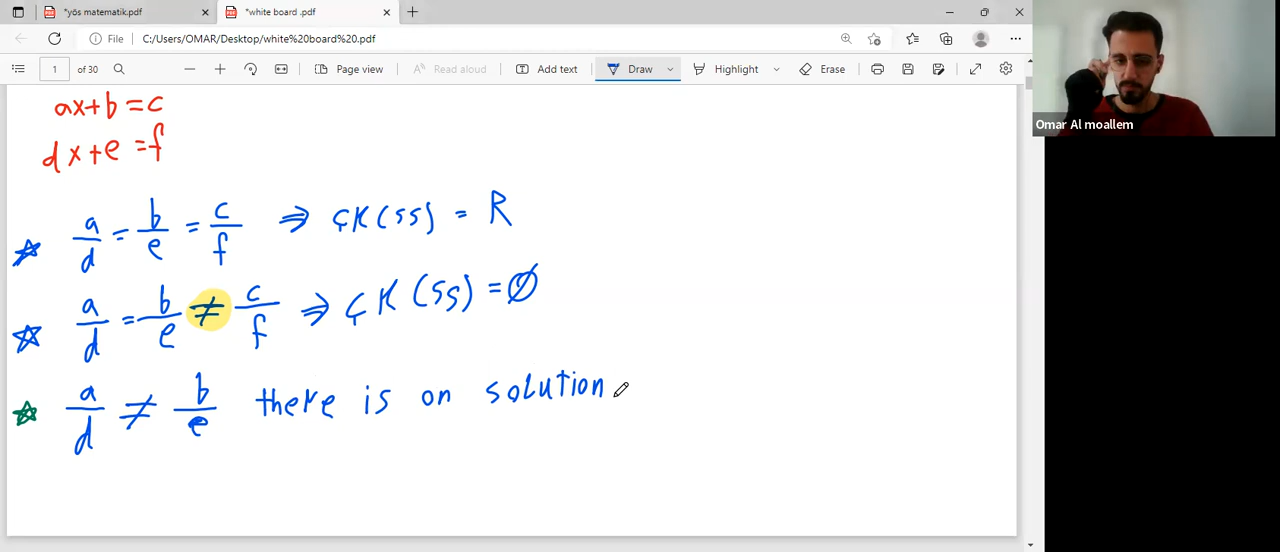 *yös matematik.pdf
*white board .pdf
File C:/Users/OMAR/Desktop/white%20board%20.pdf
1 of 30 Page view Read aloud Add text Draw Highlight Erase
Omar Al moallem
ax+b=c
dx+e=f
a/d = b/e = c/f ⇒ ÇK(SS) = R
a/d = b/e ≠ c/f ⇒ ÇK(SS) = ∅
a/d ≠ b/e there is on solution